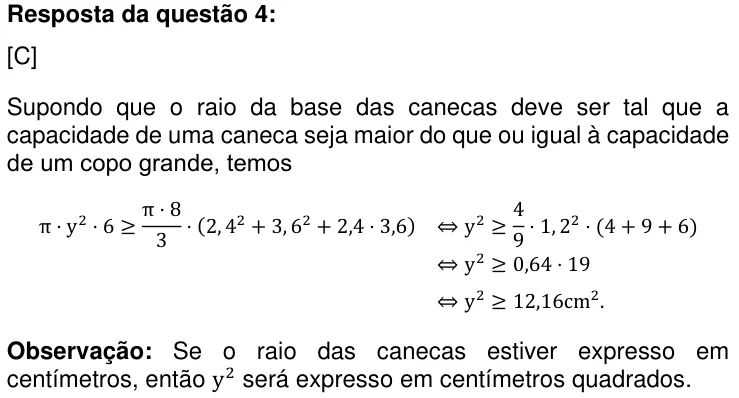 Resposta da questão 4:
[C]
Supondo que o raio da base das canecas deve ser tal que a
capacidade de uma caneca seja maior do que ou igual à capacidade
de um copo grande, temos
π · y² · 6 ≥ π · 8 / 3 · (2, 4² + 3, 6² + 2,4 · 3,6) ⇔ y² ≥ 4/9 · 1, 2² · (4 + 9 + 6)
⇔ y² ≥ 0,64 · 19
⇔ y² ≥ 12,16cm².
Observação: Se o raio das canecas estiver expresso em
centímetros, então y² será expresso em centímetros quadrados.